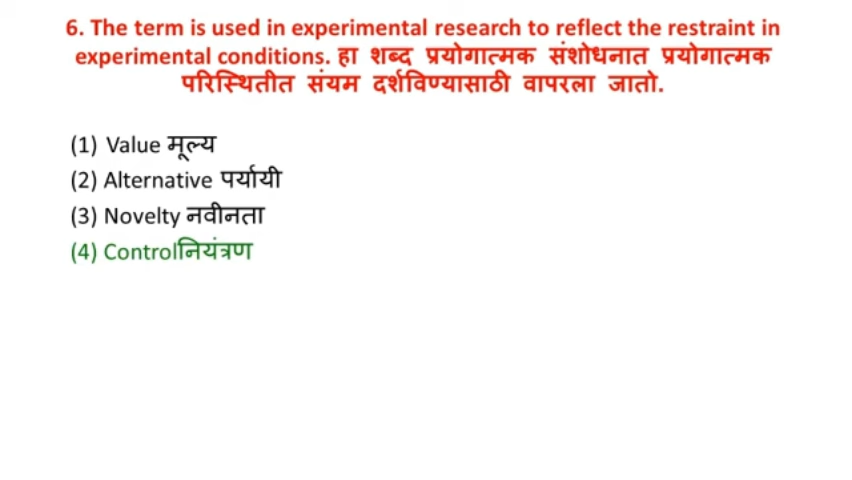 6. The term is used in experimental research to reflect the restraint in
experimental conditions. हा शब्द प्रयोगात्मक संशोधनात प्रयोगात्मक
परिस्थितीत संयम दर्शविण्यासाठी वापरला जातो.
(1) Value मूल्य
(2) Alternative पर्यायी
(3) Novelty नवीनता
(4) Controlनियंत्रण